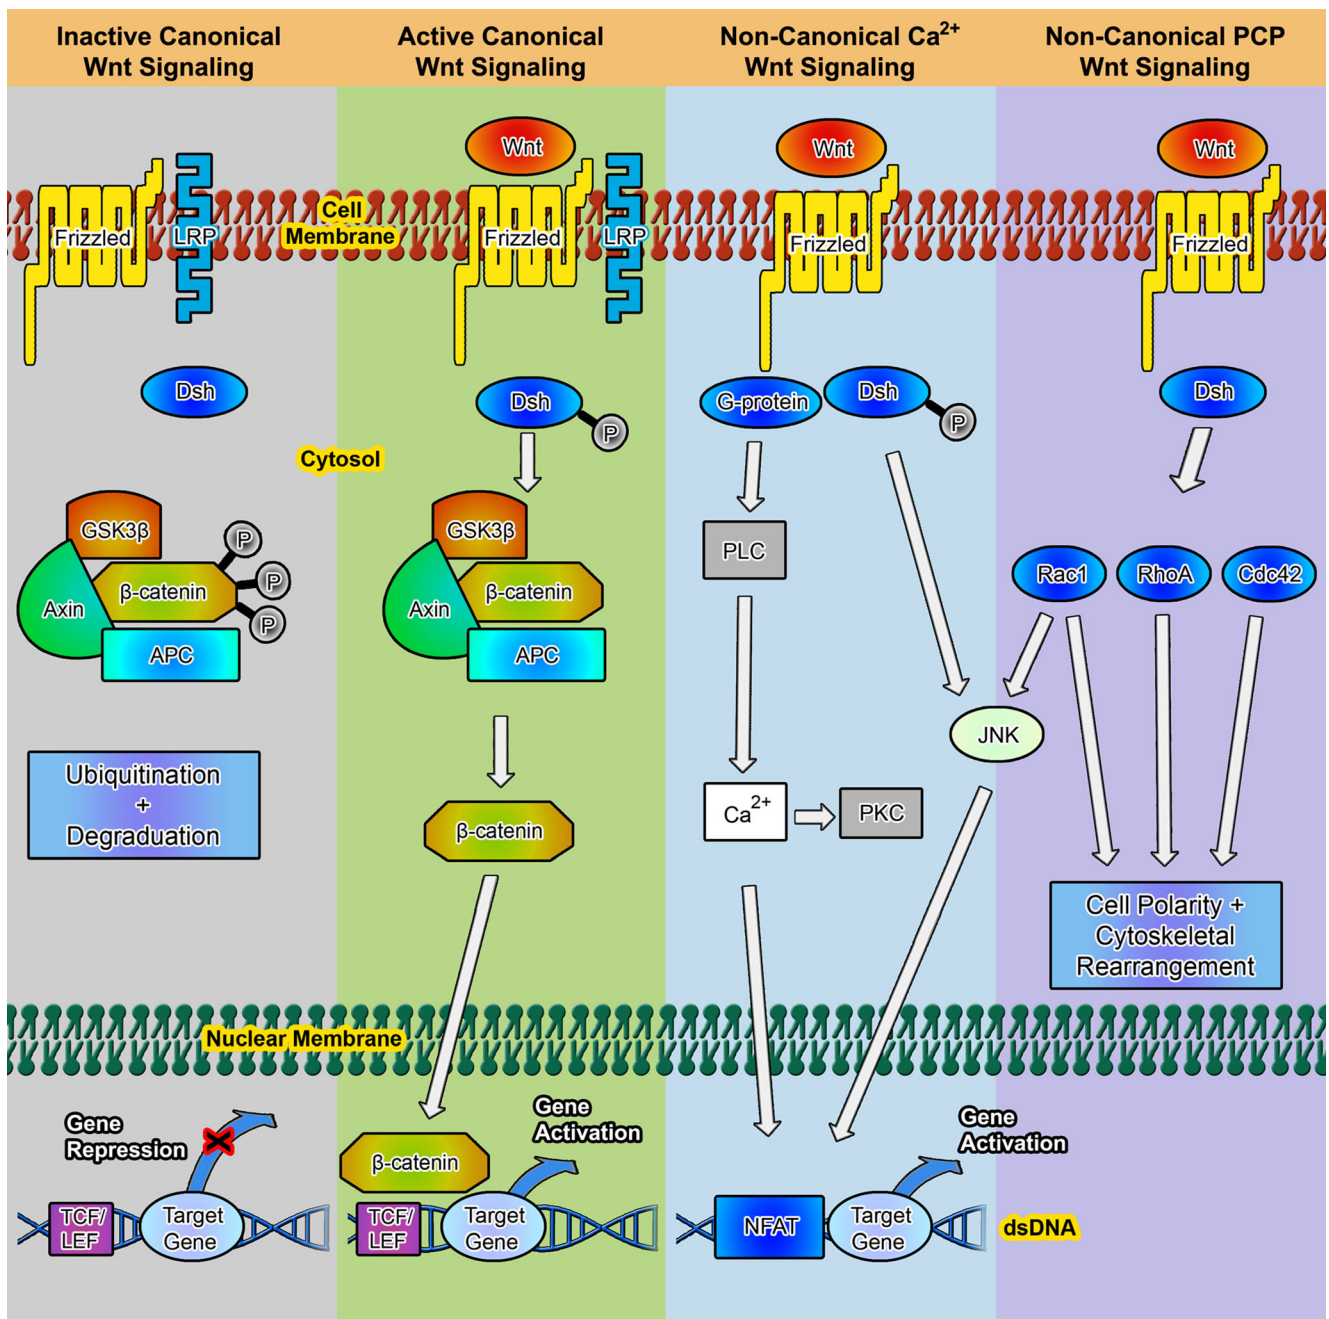 Inactive Canonical
Wnt Signaling
Active Canonical
Wnt Signaling
Non-Canonical Ca2+
Wnt Signaling
Non-Canonical PCP
Wnt Signaling
Wnt
Wnt
Wnt
Cell
Membrane
Frizzled
LRP
Frizzled
LRP
Frizzled
Frizzled
Dsh
Dsh
P
G-protein
Dsh
P
Dsh
Cytosol
GSK3β
P
β-catenin
P
P
Axin
APC
GSK3β
β-catenin
Axin
APC
PLC
Rac1
RhoA
Cdc42
JNK
Ubiquitination
+
Degraduation
β-catenin
Ca2+
PKC
Cell Polarity +
Cytoskeletal
Rearrangement
Nuclear Membrane
Gene
Repression
TCF/
LEF
Target
Gene
Gene
Activation
β-catenin
TCF/
LEF
Target
Gene
Gene
Activation
NFAT
Target
Gene
dsDNA